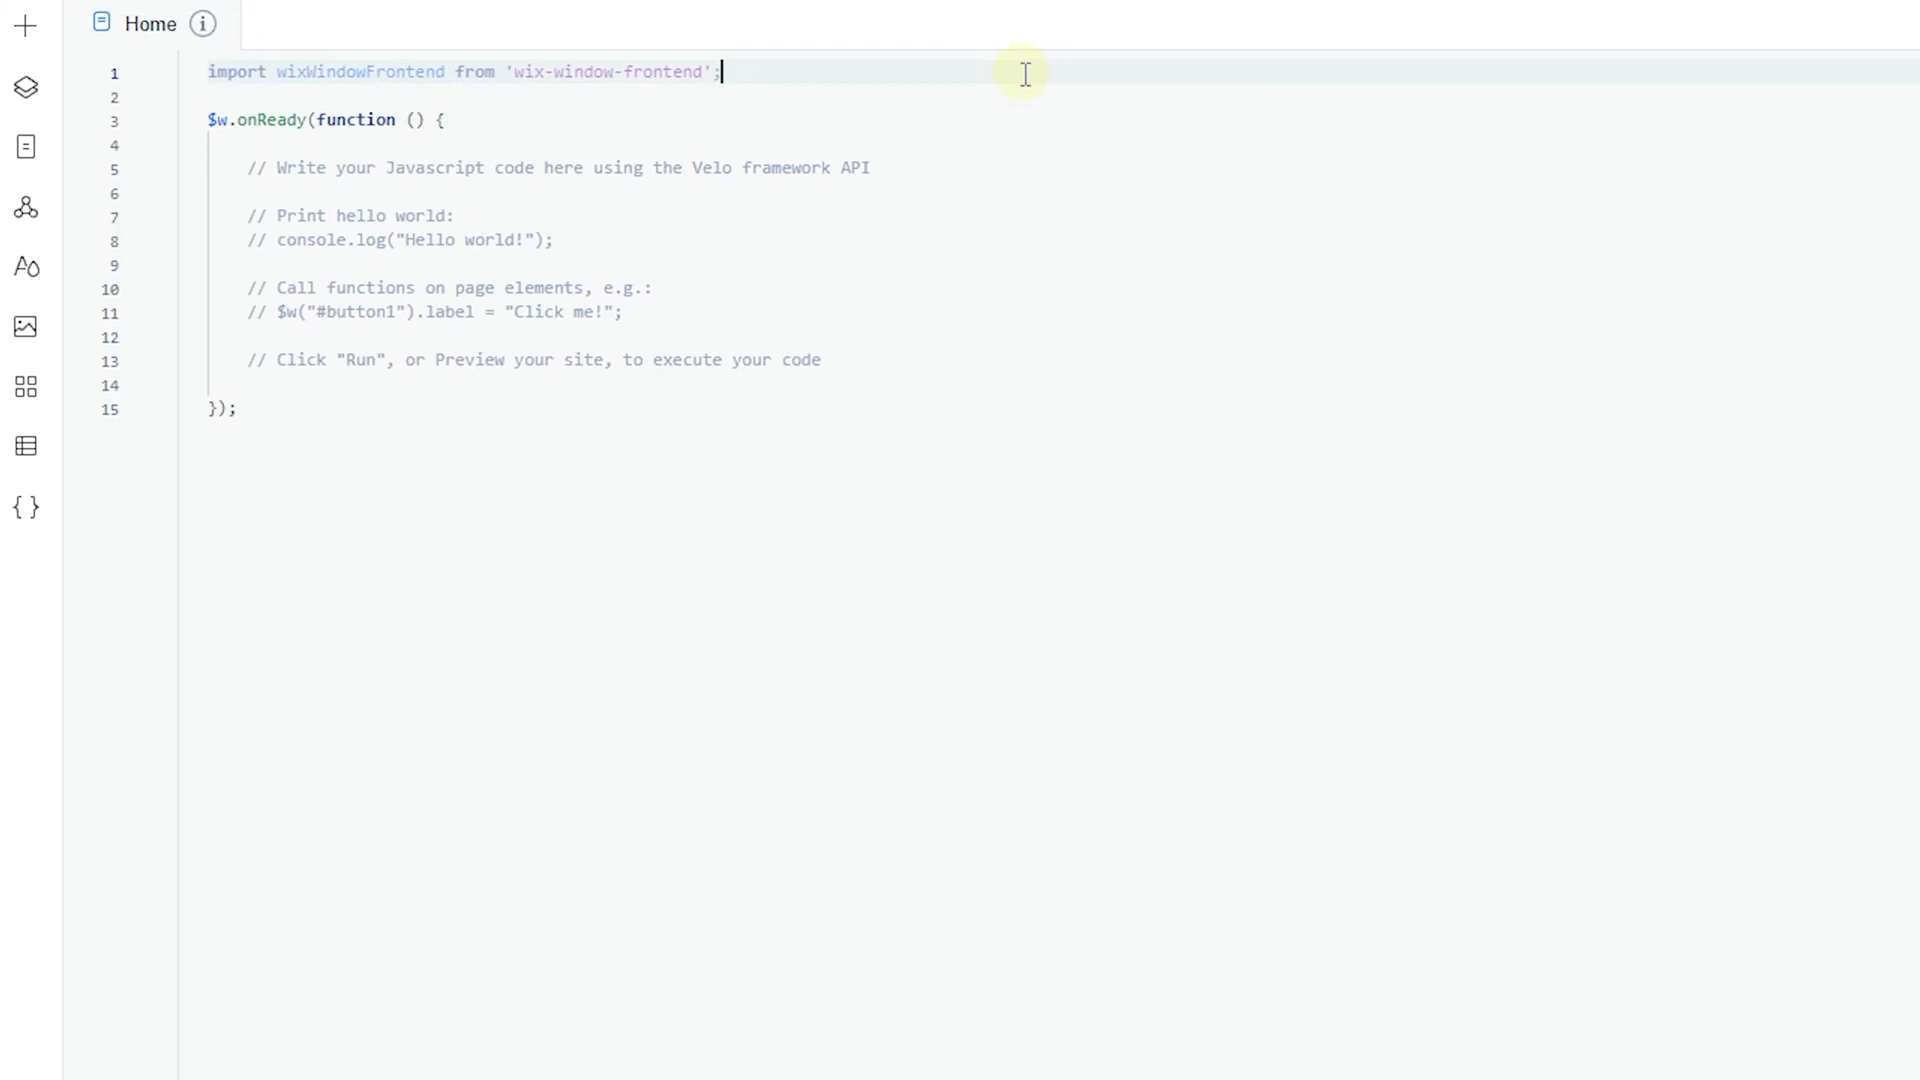 Home
1 import wixWindowFrontend from 'wix-window-frontend';
2
3 $w.onReady(function () {
4
5 // Write your Javascript code here using the Velo framework API
6
7 // Print hello world:
8 // console.log("Hello world!");
9
10 // Call functions on page elements, e.g.:
11 // $w("#button1").label = "Click me!";
12
13 // Click "Run", or Preview your site, to execute your code
14
15 });